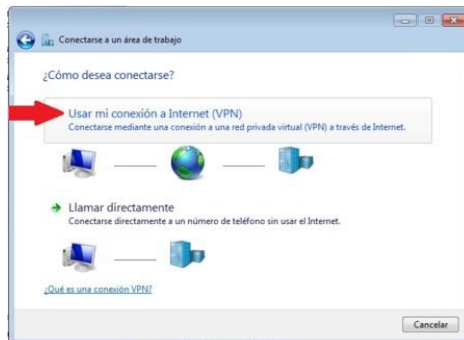 Conectarse a un área de trabajo
¿Cómo desea conectarse?
Usar mi conexión a Internet (VPN)
Conectarse mediante una conexión a una red privada virtual (VPN) a través de Internet.
Llamar directamente
Conectarse directamente a un número de teléfono sin usar el Internet.
¿Qué es una conexión VPN?
Cancelar